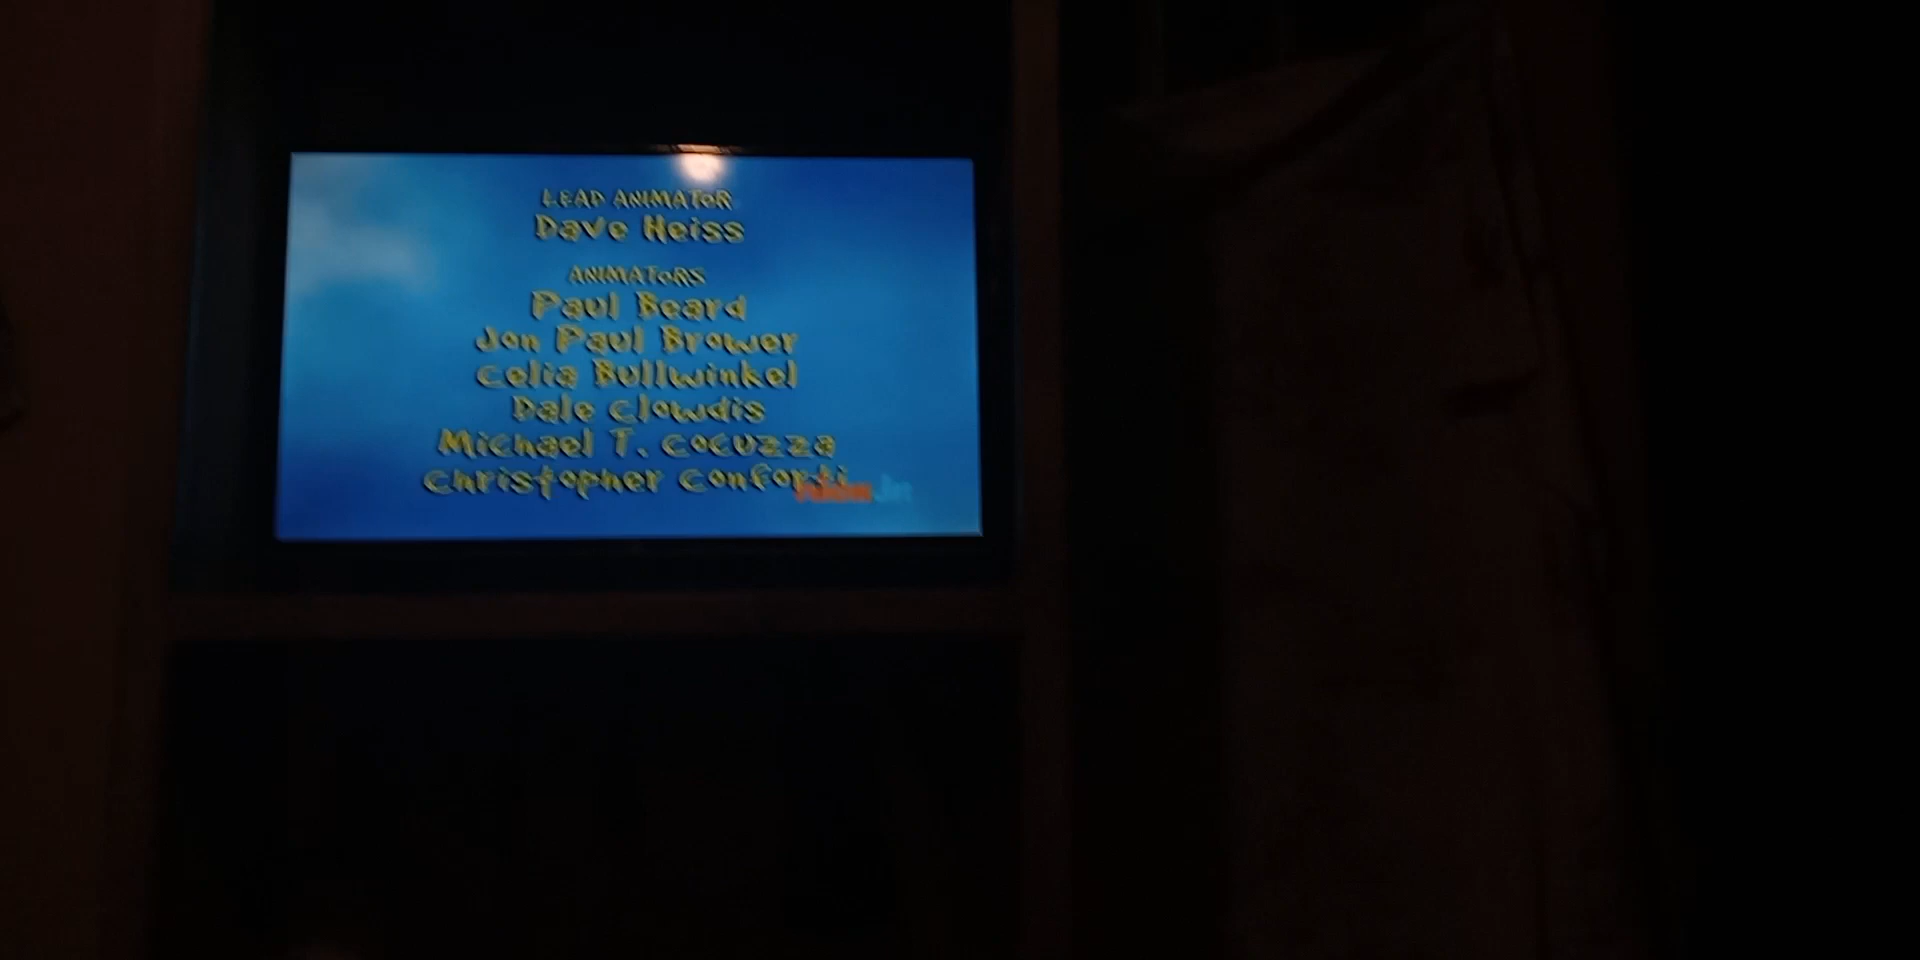 LEAD ANIMATOR
Dave Heiss
ANIMATORS
Paul Beard
Jon Paul Brower
Celia Bullwinkel
Dale Clowdis
Michael T. Cocuzza
Christopher Conforti